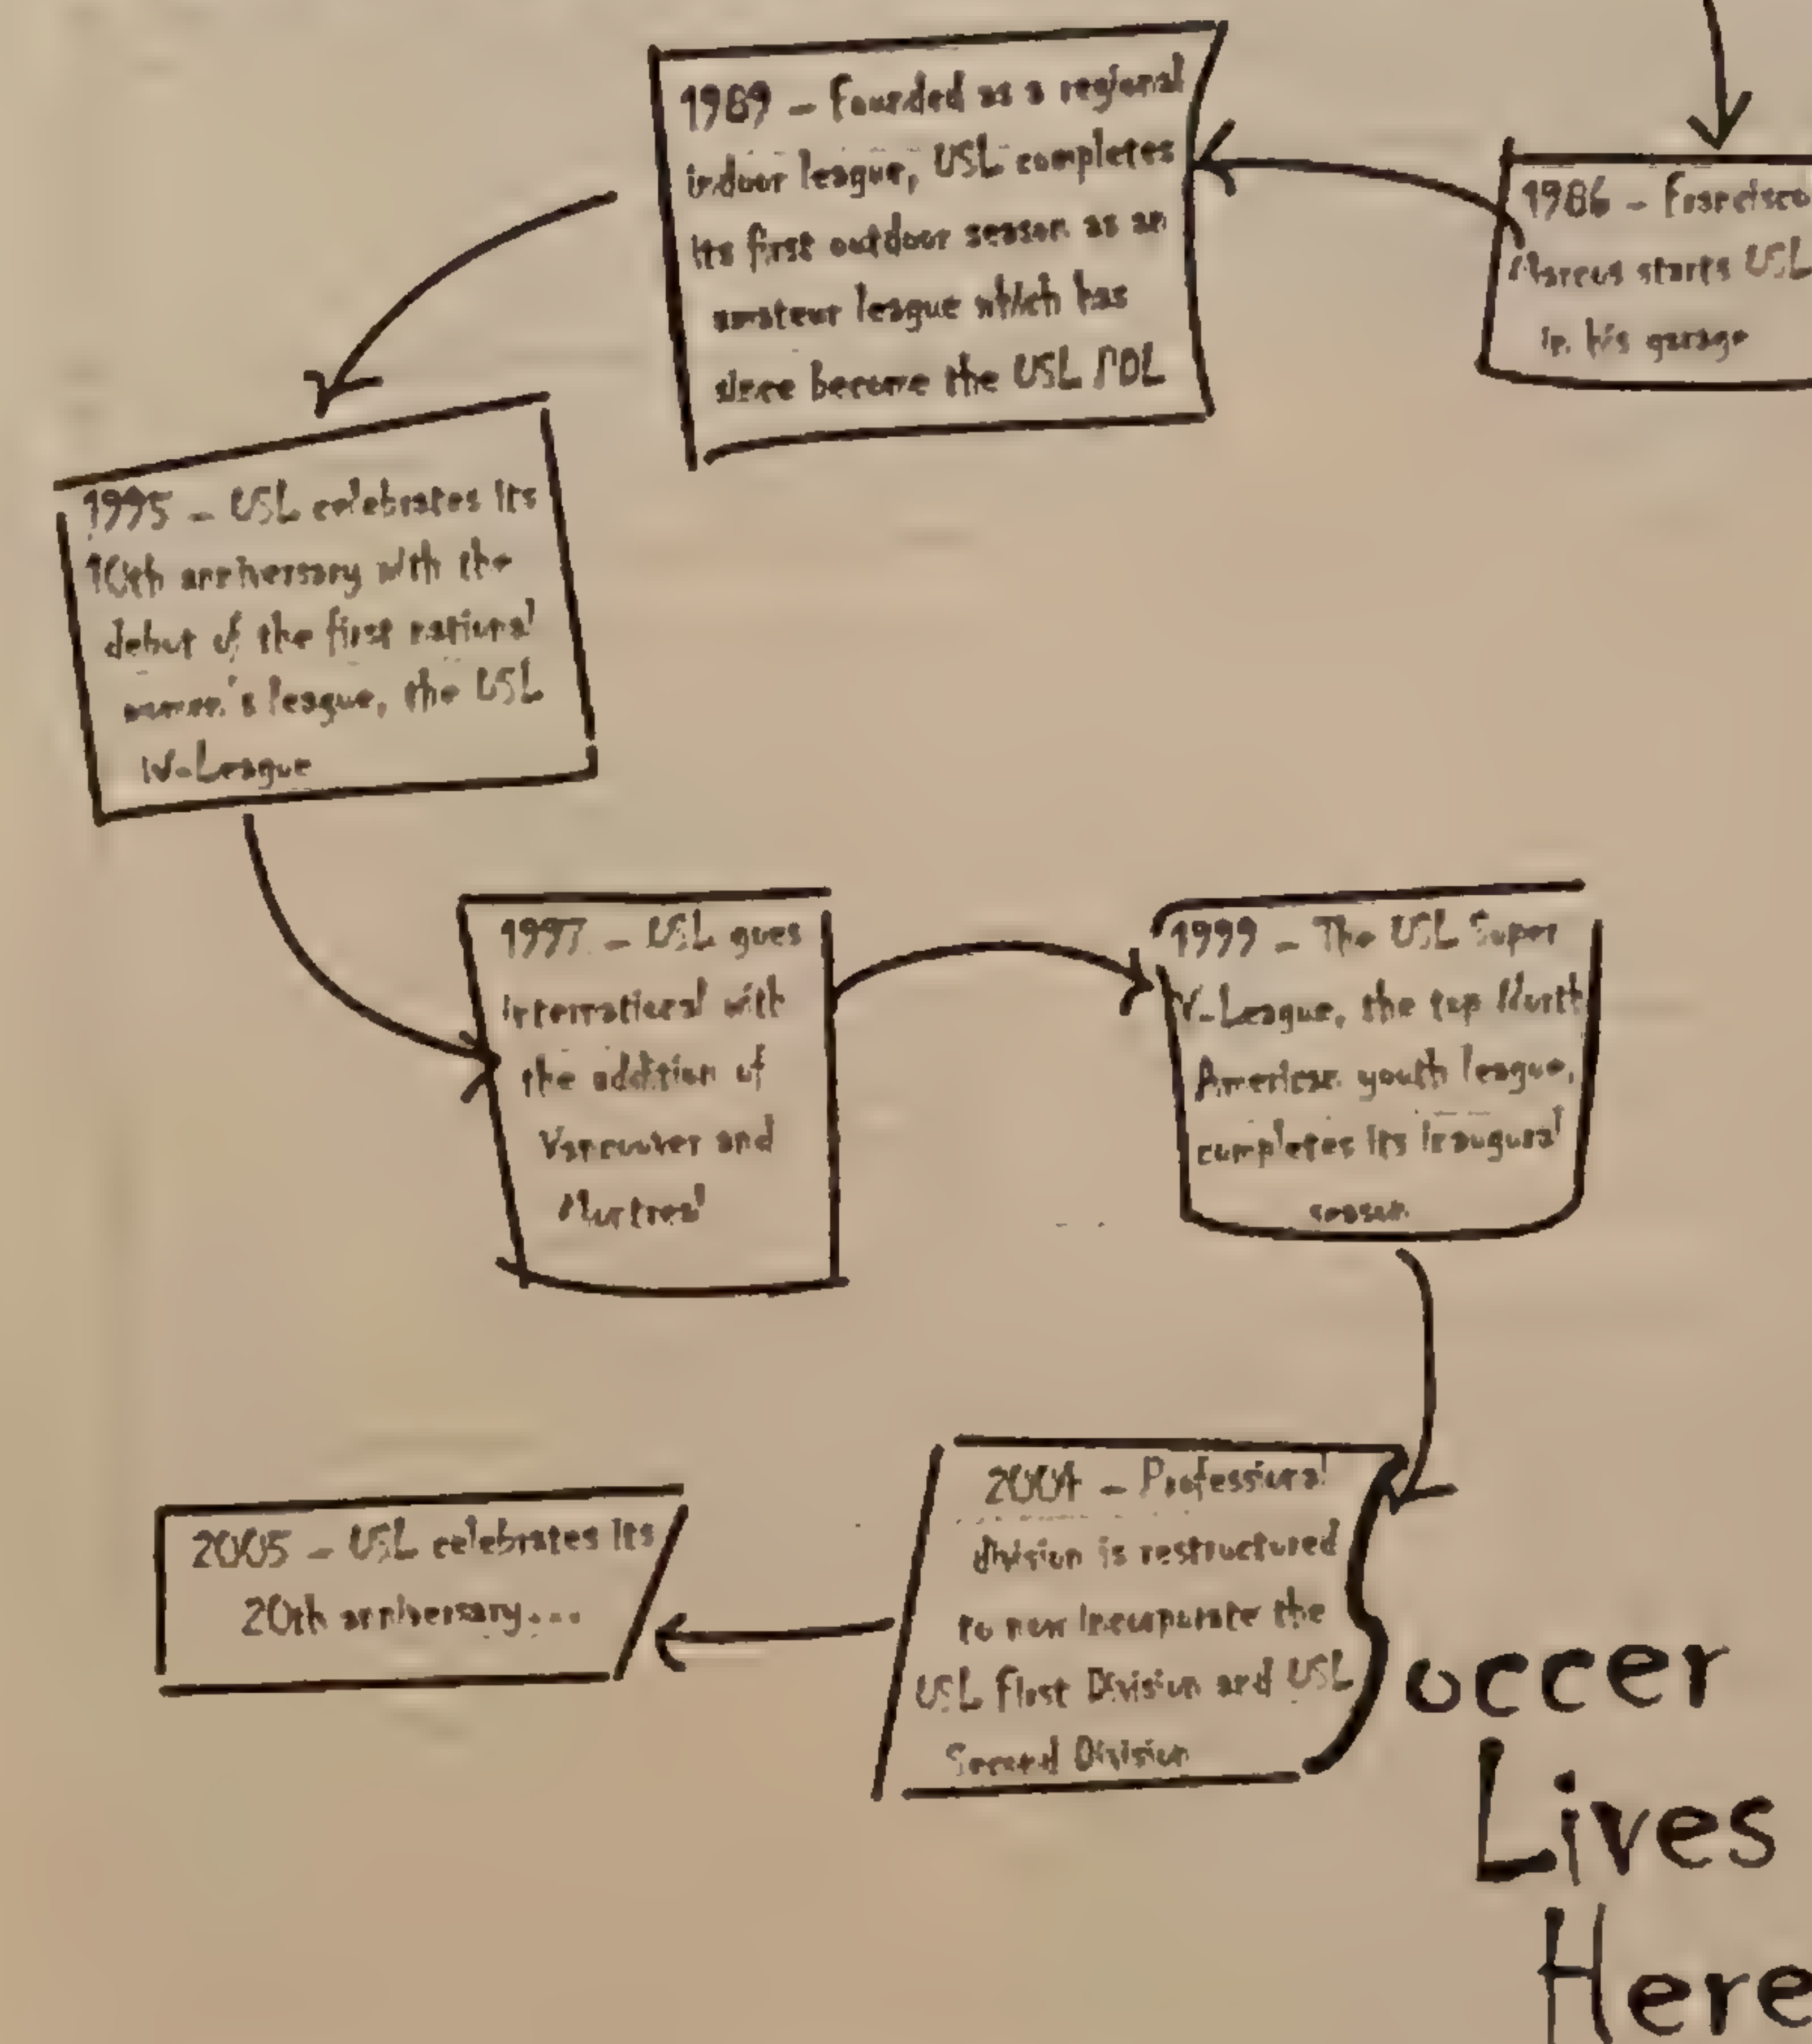 1986 - Francisco
Marcos starts USL
in his garage
1989 - Founded as a regional
indoor league, USL completes
its first outdoor season as an
amateur league which has
since become the USL PDL
1995 - USL celebrates its
10th anniversary with the
debut of the first national
women's league, the USL
W-League
1997 - USL goes
international with
the addition of
Vancouver and
Montreal
1999 - The USL Super
Y-League, the top North
American youth league,
completes its inaugural
season
2004 - Professional
division is restructured
to now incorporate the
USL First Division and USL
Second Division
2005 - USL celebrates its
20th anniversary...
Soccer
Lives
Here